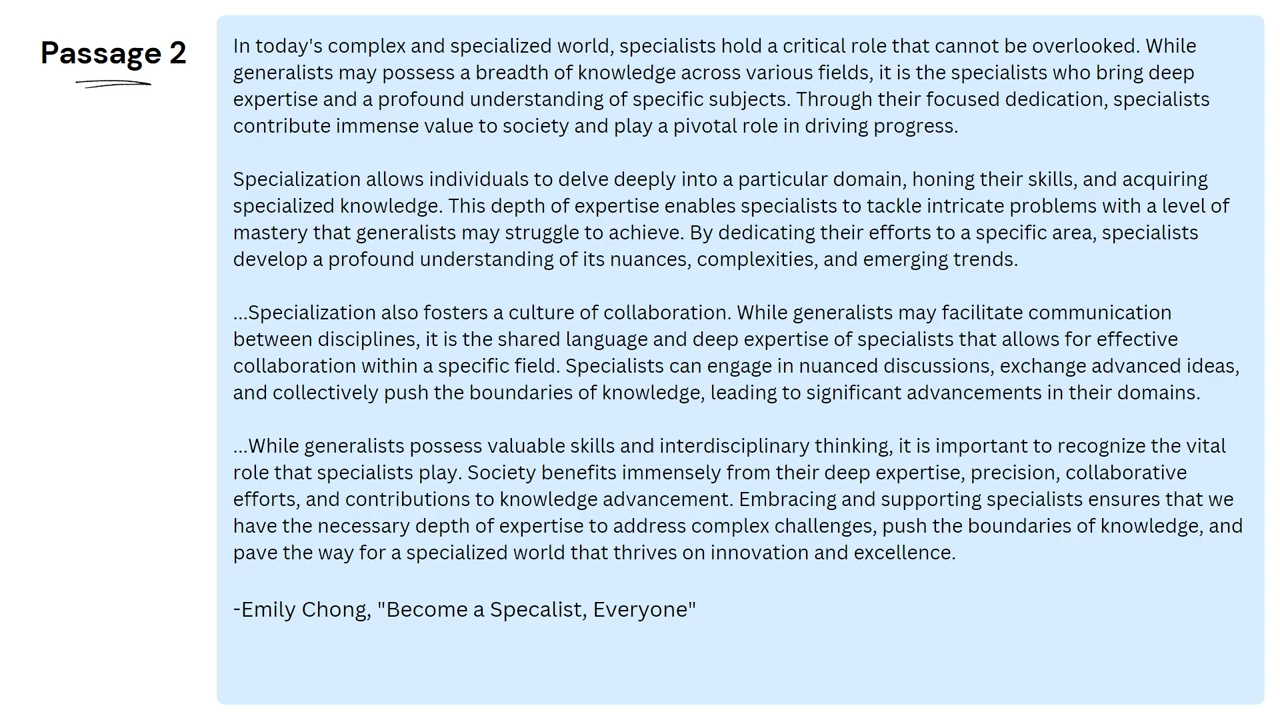 Passage 2
In today's complex and specialized world, specialists hold a critical role that cannot be overlooked. While
generalists may possess a breadth of knowledge across various fields, it is the specialists who bring deep
expertise and a profound understanding of specific subjects. Through their focused dedication, specialists
contribute immense value to society and play a pivotal role in driving progress.
Specialization allows individuals to delve deeply into a particular domain, honing their skills, and acquiring
specialized knowledge. This depth of expertise enables specialists to tackle intricate problems with a level of
mastery that generalists may struggle to achieve. By dedicating their efforts to a specific area, specialists
develop a profound understanding of its nuances, complexities, and emerging trends.
...Specialization also fosters a culture of collaboration. While generalists may facilitate communication
between disciplines, it is the shared language and deep expertise of specialists that allows for effective
collaboration within a specific field. Specialists can engage in nuanced discussions, exchange advanced ideas,
and collectively push the boundaries of knowledge, leading to significant advancements in their domains.
...While generalists possess valuable skills and interdisciplinary thinking, it is important to recognize the vital
role that specialists play. Society benefits immensely from their deep expertise, precision, collaborative
efforts, and contributions to knowledge advancement. Embracing and supporting specialists ensures that we
have the necessary depth of expertise to address complex challenges, push the boundaries of knowledge, and
pave the way for a specialized world that thrives on innovation and excellence.
-Emily Chong, "Become a Specalist, Everyone"